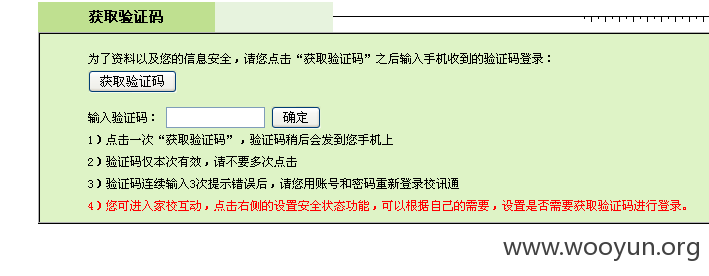 获取验证码
为了资料以及您的信息安全，请您点击“获取验证码”之后输入手机收到的验证码登录：
获取验证码
输入验证码： 确定
1）点击一次“获取验证码”，验证码稍后会发到您手机上
2）验证码仅本次有效，请不要多次点击
3）验证码连续输入3次提示错误后，请您用账号和密码重新登录校讯通
4）您可进入家校互动，点击右侧的设置安全状态功能，可以根据自己的需要，设置是否需要获取验证码进行登录。
www.wooyun.org